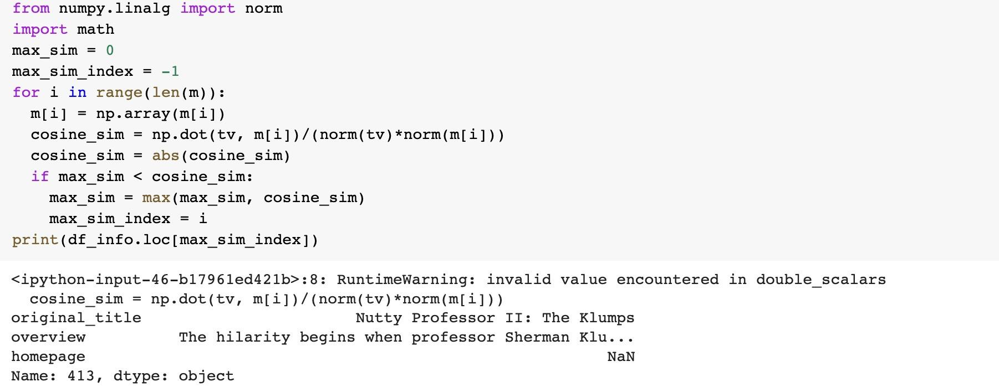 from numpy.linalg import norm
import math
max_sim = 0
max_sim_index = -1
for i in range(len(m)):
  m[i] = np.array(m[i])
  cosine_sim = np.dot(tv, m[i])/(norm(tv)*norm(m[i]))
  cosine_sim = abs(cosine_sim)
  if max_sim < cosine_sim:
    max_sim = max(max_sim, cosine_sim)
    max_sim_index = i
print(df_info.loc[max_sim_index])
<ipython-input-46-b17961ed421b>:8: RuntimeWarning: invalid value encountered in double_scalars
  cosine_sim = np.dot(tv, m[i])/(norm(tv)*norm(m[i]))
original_title                       Nutty Professor II: The Klumps
overview          The hilarity begins when professor Sherman Klu...
homepage                                                        NaN
Name: 413, dtype: object